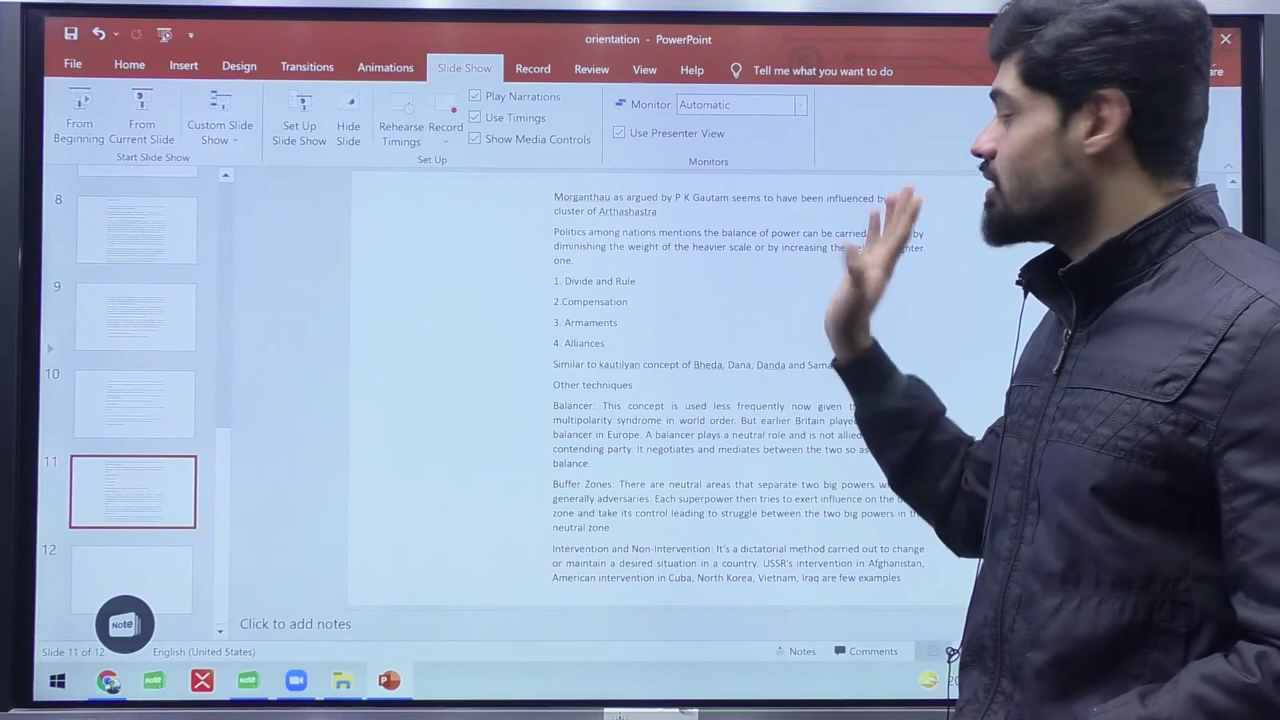 orientation - PowerPoint
File Home Insert Design Transitions Animations Slide Show Record Review View Help Tell me what you want to do are
From Beginning
From Current Slide
Custom Slide Show
Set Up Slide Show
Hide Slide
Rehearse Timings
Record
Play Narrations
Use Timings
Show Media Controls
Monitor: Automatic
Use Presenter View
Start Slide Show
Set Up
Monitors
8
9
10
11
12
Morganthau as argued by P K Gautam seems to have been influenced by
cluster of Arthashastra
Politics among nations mentions the balance of power can be carried by
diminishing the weight of the heavier scale or by increasing the
one.
1. Divide and Rule
2.Compensation
3. Armaments
4. Alliances
Similar to kautilyan concept of Bheda, Dana, Danda and Sama
Other techniques
Balancer: This concept is used less frequently now given
multipolarity syndrome in world order. But earlier Britain played
balancer in Europe. A balancer plays a neutral role and is not allied
contending party. It negotiates and mediates between the two so as
balance.
Buffer Zones: There are neutral areas that separate two big powers
generally adversaries. Each superpower then tries to exert influence on the
zone and take its control leading to struggle between the two big powers in
neutral zone
Intervention and Non-Intervention: It's a dictatorial method carried out to change
or maintain a desired situation in a country. USSR's intervention in Afghanistan,
American intervention in Cuba, North Korea, Vietnam, Iraq are few examples
Note
Click to add notes
Slide 11 of 12 English (United States) Notes Comments
Note
Note